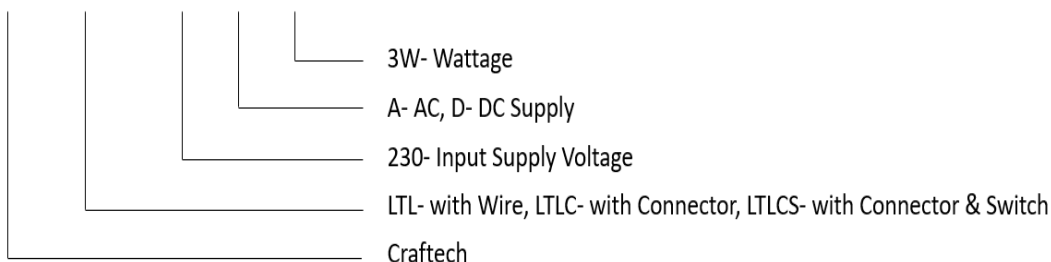 3W- Wattage
A- AC, D- DC Supply
230- Input Supply Voltage
LTL- with Wire, LTLC- with Connector, LTLCS- with Connector & Switch
Craftech